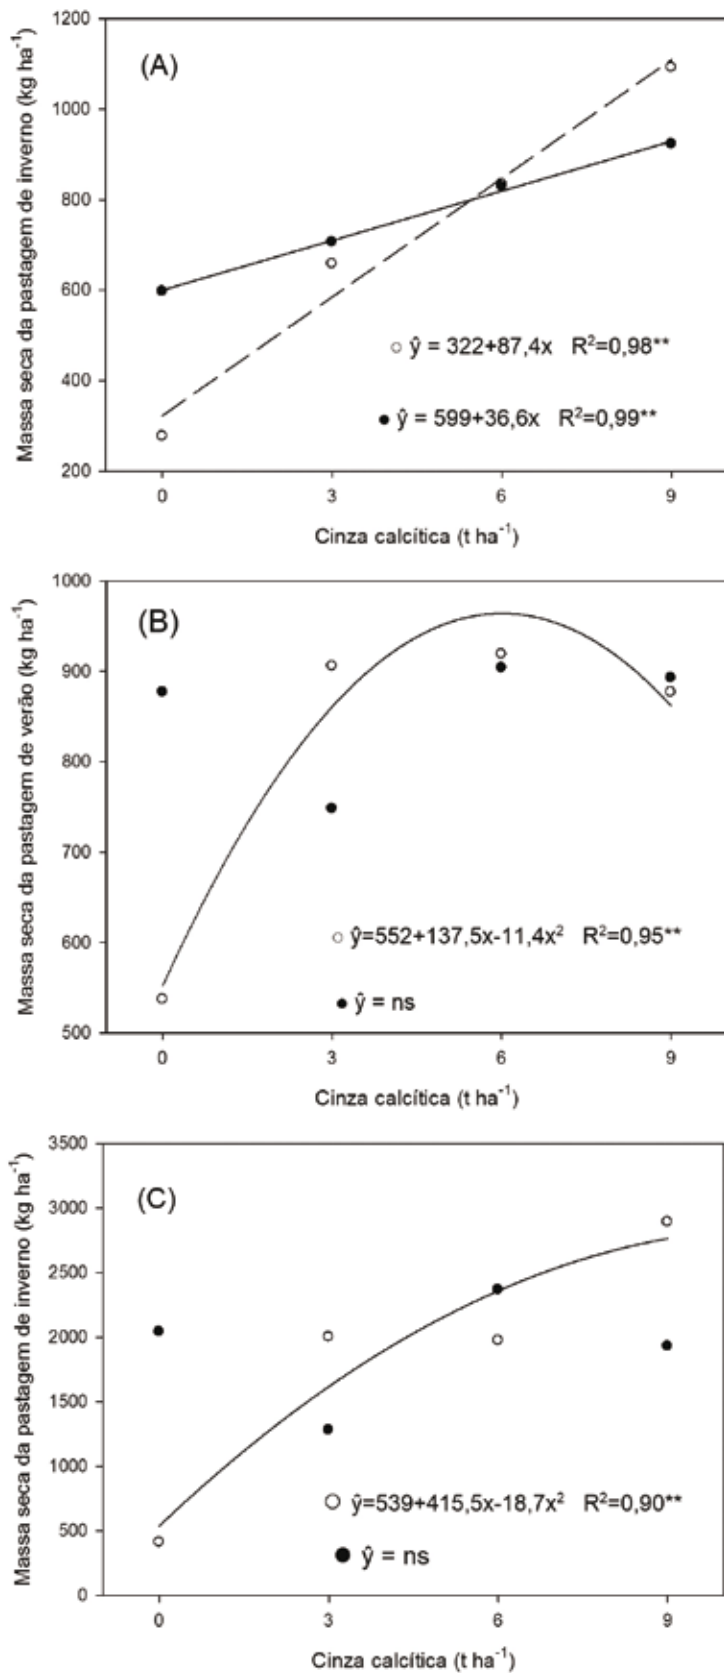 Massa seca da pastagem de inverno (kg ha⁻¹)
1200
1000
800
600
400
200
(A)
○ ŷ = 322+87,4x R²=0,98**
● ŷ = 599+36,6x R²=0,99**
0 3 6 9
Cinza calcítica (t ha⁻¹)
Massa seca da pastagem de verão (kg ha⁻¹)
1000
900
800
700
600
500
(B)
○ ŷ=552+137,5x-11,4x² R²=0,95**
● ŷ = ns
0 3 6 9
Cinza calcítica (t ha⁻¹)
Massa seca da pastagem de inverno (kg ha⁻¹)
3500
3000
2500
2000
1500
1000
500
0
(C)
○ ŷ=539+415,5x-18,7x² R²=0,90**
● ŷ = ns
0 3 6 9
Cinza calcítica (t ha⁻¹)